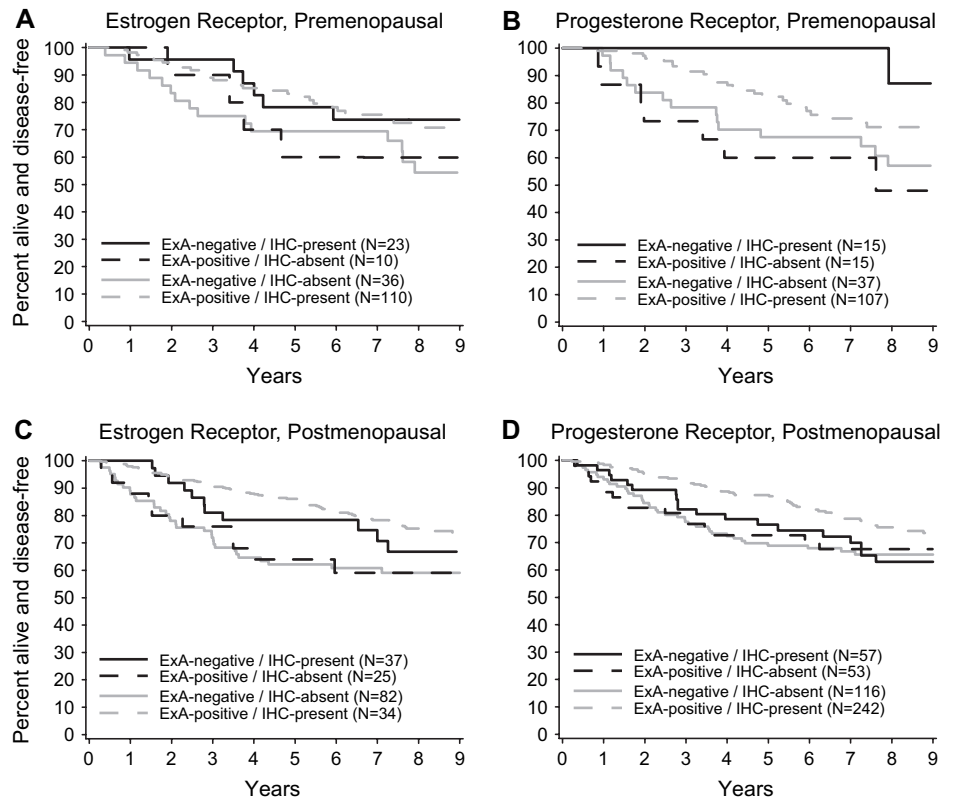 A
Estrogen Receptor, Premenopausal
Percent alive and disease-free
100
90
80
70
60
50
40
30
20
10
0
ExA-negative / IHC-present (N=23)
ExA-positive / IHC-absent (N=10)
ExA-negative / IHC-absent (N=36)
ExA-positive / IHC-present (N=110)
0 1 2 3 4 5 6 7 8 9
Years
B
Progesterone Receptor, Premenopausal
100
90
80
70
60
50
40
30
20
10
0
ExA-negative / IHC-present (N=15)
ExA-positive / IHC-absent (N=15)
ExA-negative / IHC-absent (N=37)
ExA-positive / IHC-present (N=107)
0 1 2 3 4 5 6 7 8 9
Years
C
Estrogen Receptor, Postmenopausal
Percent alive and disease-free
100
90
80
70
60
50
40
30
20
10
0
ExA-negative / IHC-present (N=37)
ExA-positive / IHC-absent (N=25)
ExA-negative / IHC-absent (N=82)
ExA-positive / IHC-present (N=34)
0 1 2 3 4 5 6 7 8 9
Years
D
Progesterone Receptor, Postmenopausal
100
90
80
70
60
50
40
30
20
10
0
ExA-negative / IHC-present (N=57)
ExA-positive / IHC-absent (N=53)
ExA-negative / IHC-absent (N=116)
ExA-positive / IHC-present (N=242)
0 1 2 3 4 5 6 7 8 9
Years